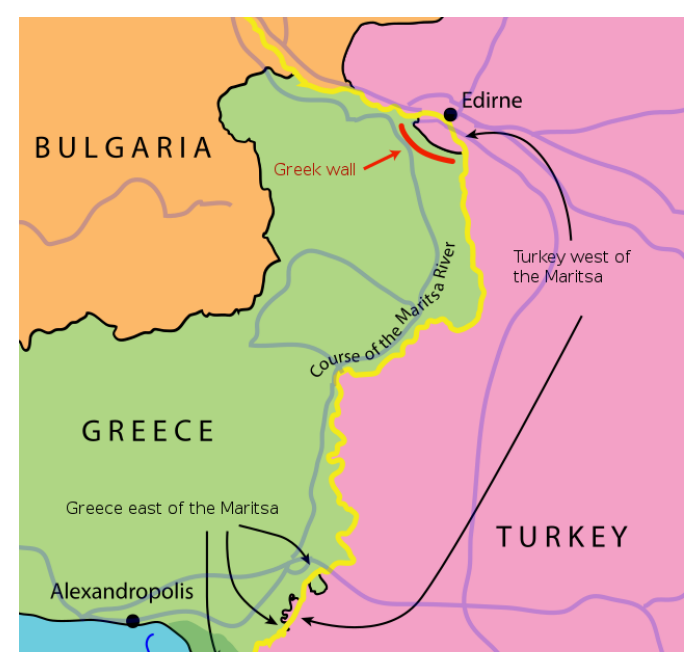 Edirne
BULGARIA
Greek wall
Turkey west of
the Maritsa
Course of the Maritsa River
GREECE
Greece east of the Maritsa
TURKEY
Alexandropolis